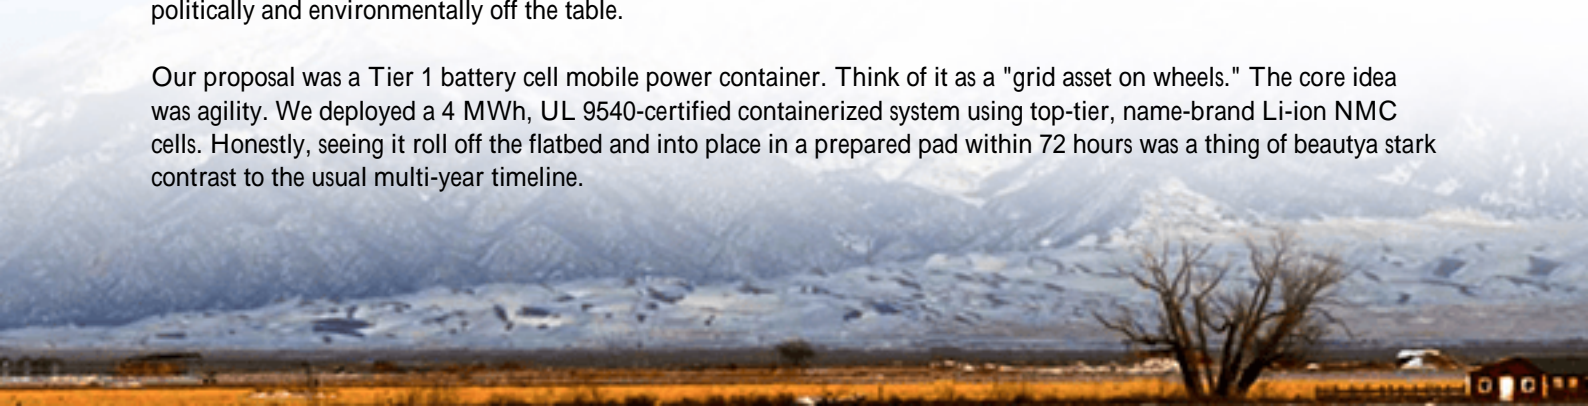 politically and environmentally off the table.
Our proposal was a Tier 1 battery cell mobile power container. Think of it as a "grid asset on wheels." The core idea
was agility. We deployed a 4 MWh, UL 9540-certified containerized system using top-tier, name-brand Li-ion NMC
cells. Honestly, seeing it roll off the flatbed and into place in a prepared pad within 72 hours was a thing of beautya stark
contrast to the usual multi-year timeline.